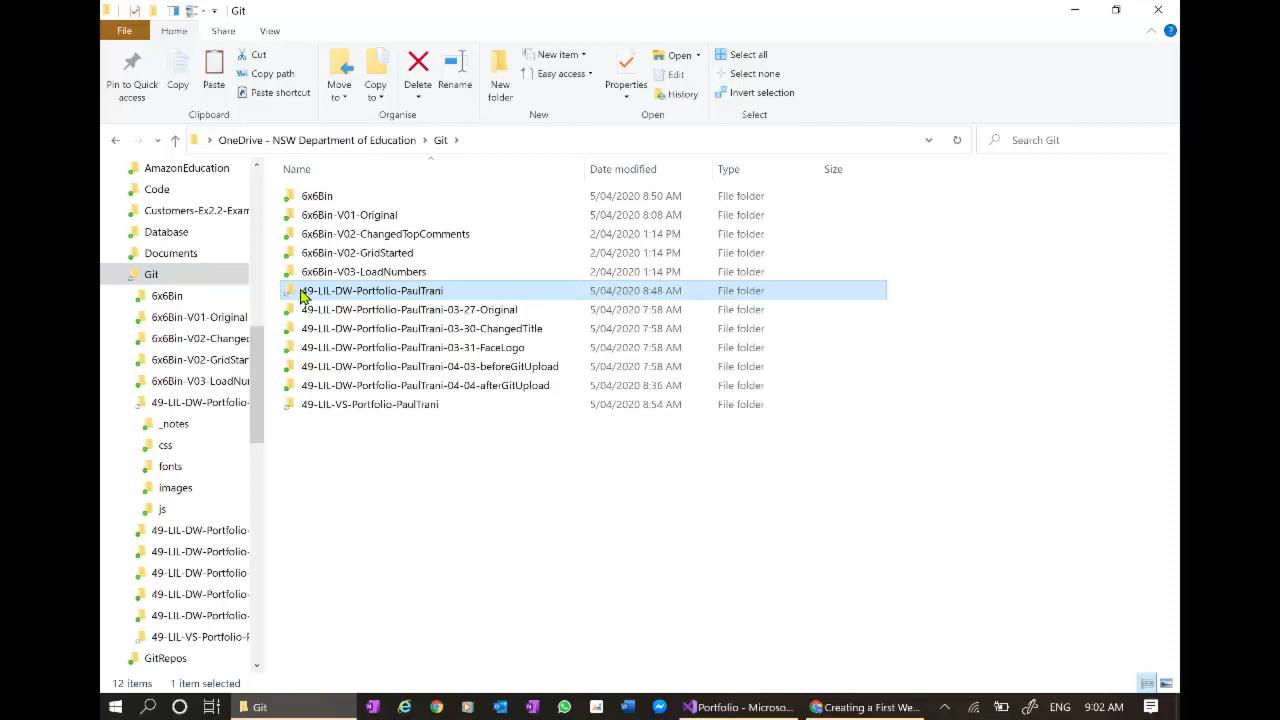 Git
File Home Share View
Pin to Quick access
Copy
Paste
Cut
Copy path
Paste shortcut
Move to
Copy to
Delete
Rename
New folder
New item
Easy access
Properties
Open
Edit
History
Select all
Select none
Invert selection
Clipboard Organise New Open Select
OneDrive - NSW Department of Education Git
Search Git
AmazonEducation
Code
Customers-Ex2.2-Exam
Database
Documents
Git
6x6Bin
6x6Bin-V01-Original
6x6Bin-V02-Changed
6x6Bin-V02-GridStar
6x6Bin-V03-LoadNu
49-LIL-DW-Portfolio-
_notes
css
fonts
images
js
49-LIL-DW-Portfolio-
49-LIL-DW-Portfolio-
49-LIL-DW-Portfolio-
49-LIL-DW-Portfolio-
49-LIL-DW-Portfolio-
49-LIL-VS-Portfolio-P
GitRepos
Name Date modified Type Size
6x6Bin 5/04/2020 8:50 AM File folder
6x6Bin-V01-Original 5/04/2020 8:08 AM File folder
6x6Bin-V02-ChangedTopComments 2/04/2020 1:14 PM File folder
6x6Bin-V02-GridStarted 2/04/2020 1:14 PM File folder
6x6Bin-V03-LoadNumbers 2/04/2020 1:14 PM File folder
49-LIL-DW-Portfolio-PaulTrani 5/04/2020 8:48 AM File folder
49-LIL-DW-Portfolio-PaulTrani-03-27-Original 5/04/2020 7:58 AM File folder
49-LIL-DW-Portfolio-PaulTrani-03-30-ChangedTitle 5/04/2020 7:58 AM File folder
49-LIL-DW-Portfolio-PaulTrani-03-31-FaceLogo 5/04/2020 7:58 AM File folder
49-LIL-DW-Portfolio-PaulTrani-04-03-beforeGitUpload 5/04/2020 7:58 AM File folder
49-LIL-DW-Portfolio-PaulTrani-04-04-afterGitUpload 5/04/2020 8:36 AM File folder
49-LIL-VS-Portfolio-PaulTrani 5/04/2020 8:54 AM File folder
12 items 1 item selected
Git
Portfolio - Microso...
Creating a First We...
ENG
9:02 AM